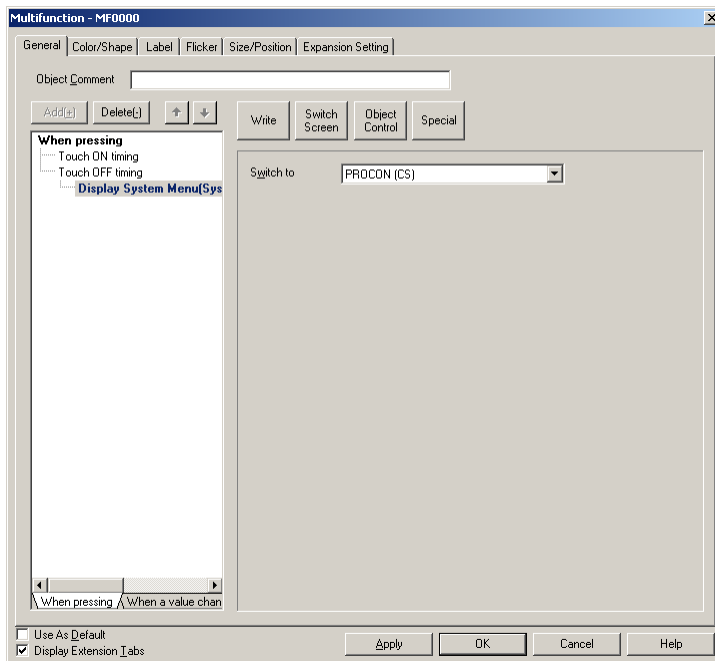 Multifunction - MF0000
General Color/Shape Label Flicker Size/Position Expansion Setting
Object Comment
Add(+) Delete(-)
Write Switch Screen Object Control Special
When pressing
Touch ON timing
Touch OFF timing
Display System Menu(Sys
Switch to PROCON (CS)
When pressing When a value chan
Use As Default
Display Extension Tabs
Apply OK Cancel Help